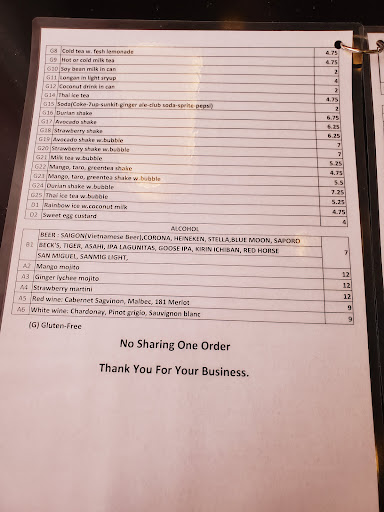 G8 Cold tea w. fesh lemonade 4.75
G9 Hot or cold milk tea 4.75
G10 Soy bean milk in can 2
G11 Longan in light sryup 4
G12 Coconut drink in can 2
G14 Thai ice tea 4.75
G15 Soda(Coke-7up-sunkit-ginger ale-club soda-sprite-pepsi) 2
G16 Durian shake 6.75
G17 Avocado shake 6.25
G18 Strawberry shake 6.25
G19 Avocado shake w.bubble 7
G20 Strawberry shake w.bubble 7
G21 Milk tea w.bubble 5.25
G22 Mango, taro, greentea shake 4.75
G23 Mango, taro, greentea shake w.bubble 5.5
G24 Durian shake w.bubble 7.25
G25 Thai ice tea w.bubble 5.25
D1 Rainbow ice w.coconut milk 4.75
D2 Sweet egg custard 4
ALCOHOL
BEER : SAIGON(Vietnamese Beer),CORONA, HEINEKEN, STELLA,BLUE MOON, SAPORO
B1 BECK'S, TIGER, ASAHI, IPA LAGUNITAS, GOOSE IPA, KIRIN ICHIBAN, RED HORSE 7
SAN MIGUEL, SANMIG LIGHT,
A2 Mango mojito 12
A3 Ginger lychee mojito 12
A4 Strawberry martini 12
A5 Red wine: Cabernet Sagvinon, Malbec, 181 Merlot 9
A6 White wine: Chardonay, Pinot grigio, Sauvignon blanc 9
(G) Gluten-Free
No Sharing One Order
Thank You For Your Business.